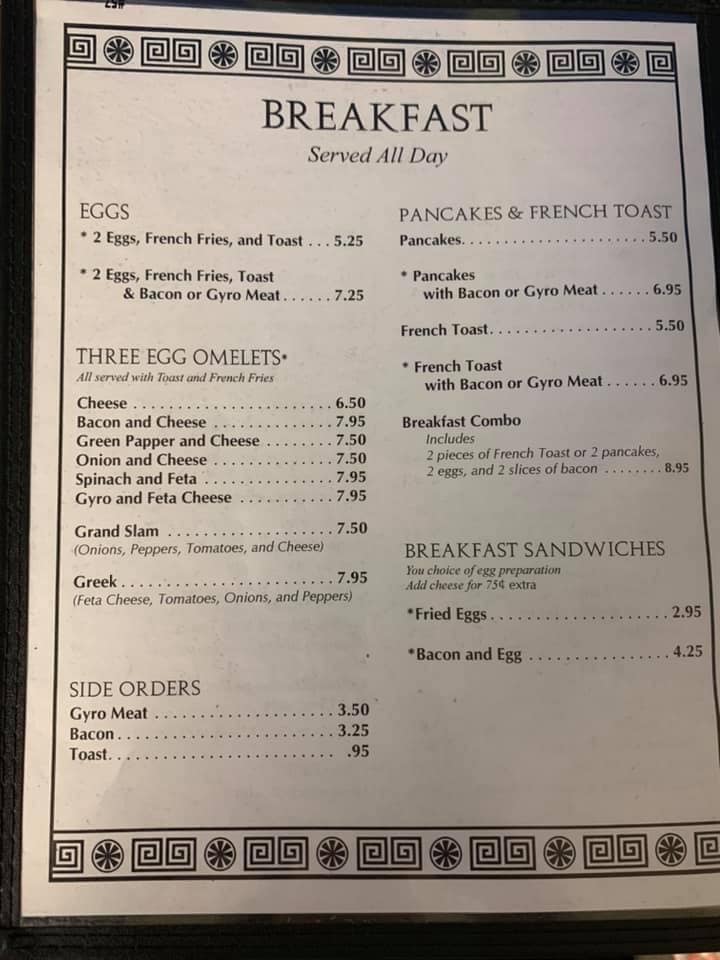 BREAKFAST
Served All Day
EGGS
* 2 Eggs, French Fries, and Toast . . . 5.25
* 2 Eggs, French Fries, Toast
& Bacon or Gyro Meat . . . . . . 7.25
THREE EGG OMELETS*
All served with Toast and French Fries
Cheese . . . . . . . . . . . . . . . . . . . . . . . 6.50
Bacon and Cheese . . . . . . . . . . . . . . 7.95
Green Papper and Cheese . . . . . . . . 7.50
Onion and Cheese . . . . . . . . . . . . . . 7.50
Spinach and Feta . . . . . . . . . . . . . . . 7.95
Gyro and Feta Cheese . . . . . . . . . . . 7.95
Grand Slam . . . . . . . . . . . . . . . . . . . 7.50
(Onions, Peppers, Tomatoes, and Cheese)
Greek . . . . . . . . . . . . . . . . . . . . . . . . 7.95
(Feta Cheese, Tomatoes, Onions, and Peppers)
SIDE ORDERS
Gyro Meat . . . . . . . . . . . . . . . . . . . . 3.50
Bacon . . . . . . . . . . . . . . . . . . . . . . . . 3.25
Toast. . . . . . . . . . . . . . . . . . . . . . . . . .95
PANCAKES & FRENCH TOAST
Pancakes. . . . . . . . . . . . . . . . . . . . . . 5.50
* Pancakes
with Bacon or Gyro Meat . . . . . . 6.95
French Toast. . . . . . . . . . . . . . . . . . . 5.50
* French Toast
with Bacon or Gyro Meat . . . . . . 6.95
Breakfast Combo
Includes
2 pieces of French Toast or 2 pancakes,
2 eggs, and 2 slices of bacon . . . . . . . . 8.95
BREAKFAST SANDWICHES
You choice of egg preparation
Add cheese for 75¢ extra
*Fried Eggs . . . . . . . . . . . . . . . . . . . . 2.95
*Bacon and Egg . . . . . . . . . . . . . . . . 4.25